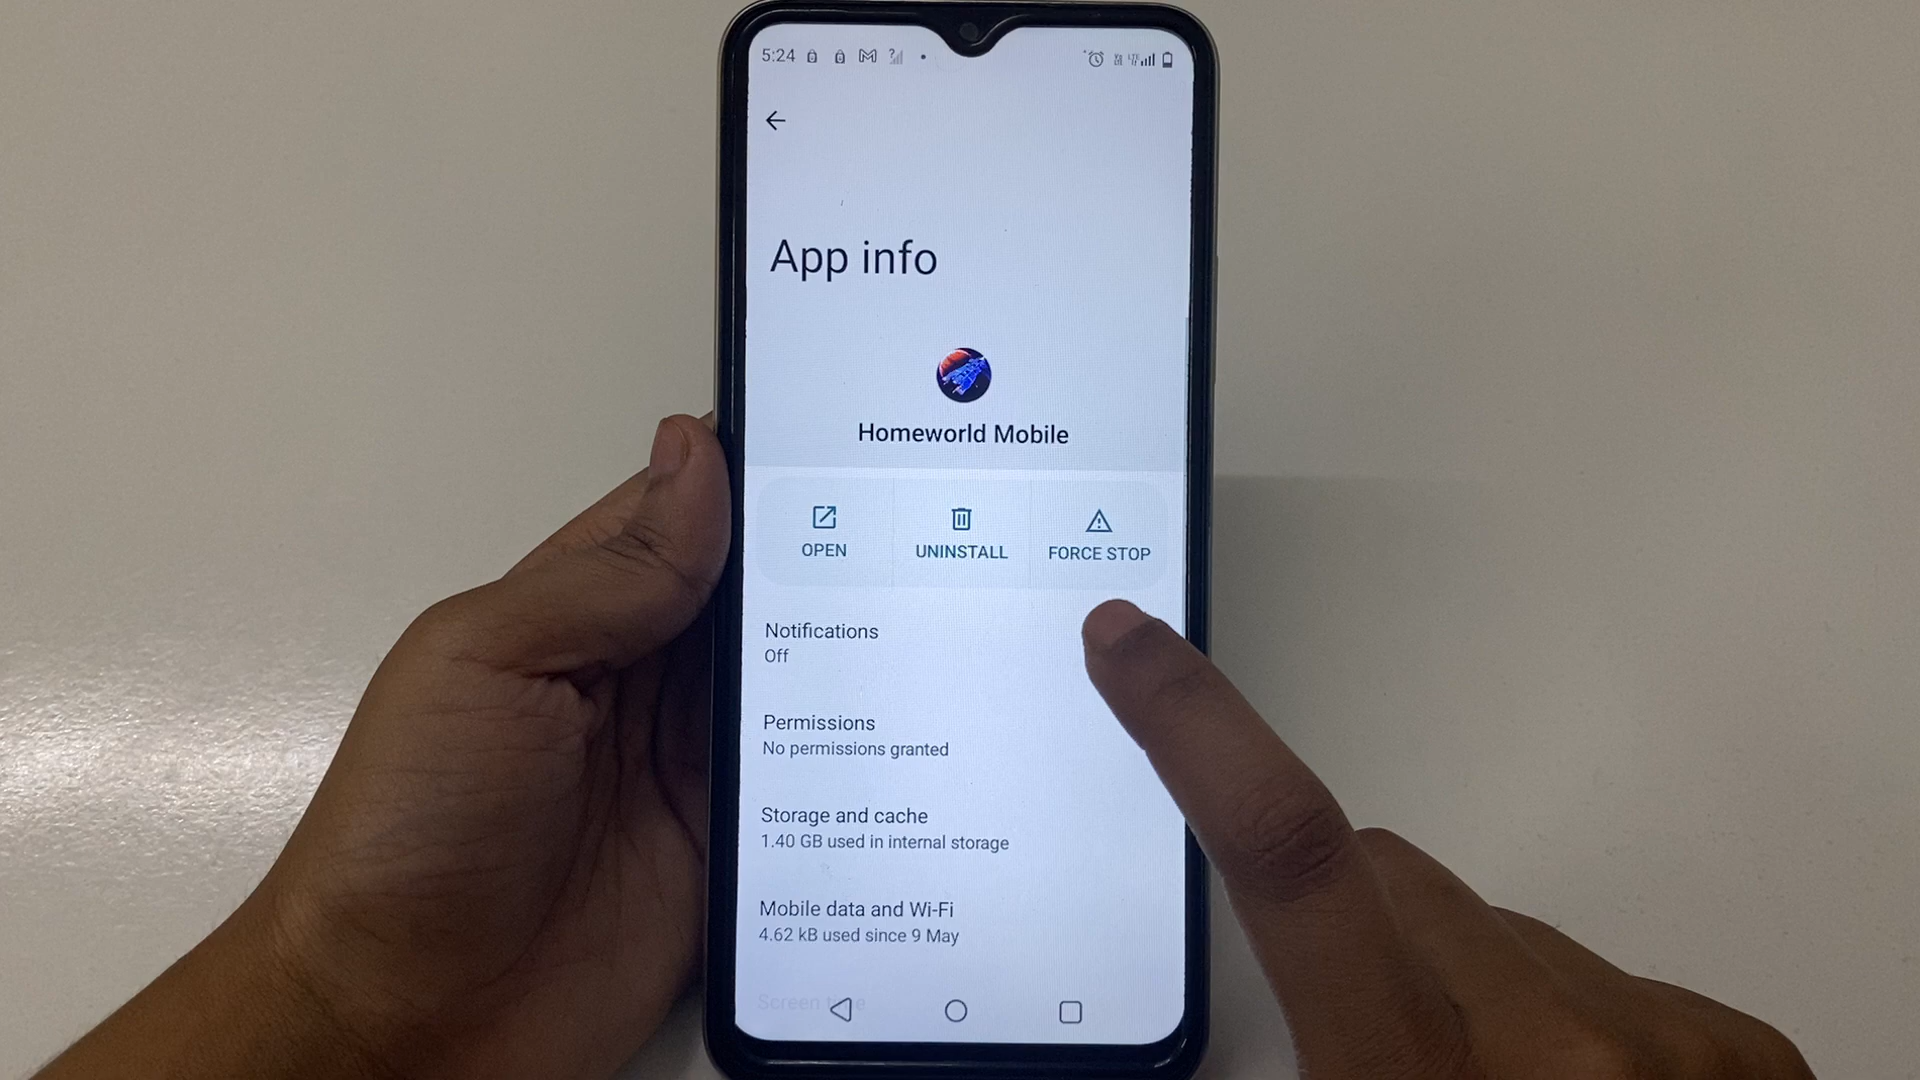 5:24
App info
Homeworld Mobile
OPEN
UNINSTALL
FORCE STOP
Notifications
Off
Permissions
No permissions granted
Storage and cache
1.40 GB used in internal storage
Mobile data and Wi-Fi
4.62 kB used since 9 May
Screen time